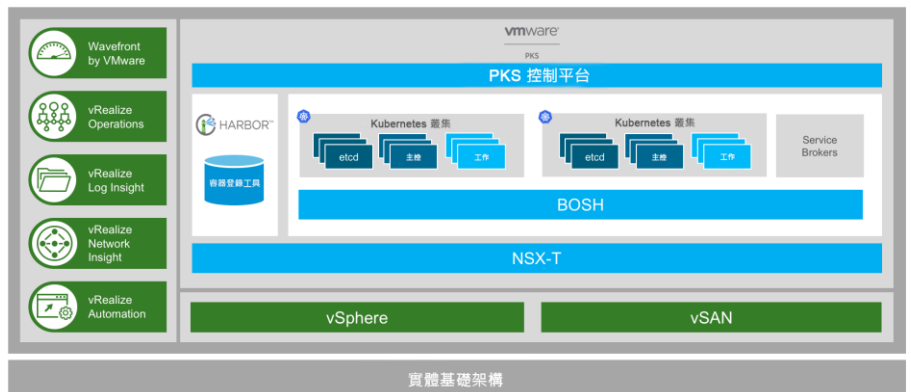 Wavefront
by VMware
vRealize
Operations
vRealize
Log Insight
vRealize
Network
Insight
vRealize
Automation
vmware®
PKS
PKS 控制平台
HARBOR™
容器登錄工具
Kubernetes 叢集
etcd
主控
工作
Kubernetes 叢集
etcd
主控
工作
Service
Brokers
BOSH
NSX-T
vSphere
vSAN
實體基礎架構